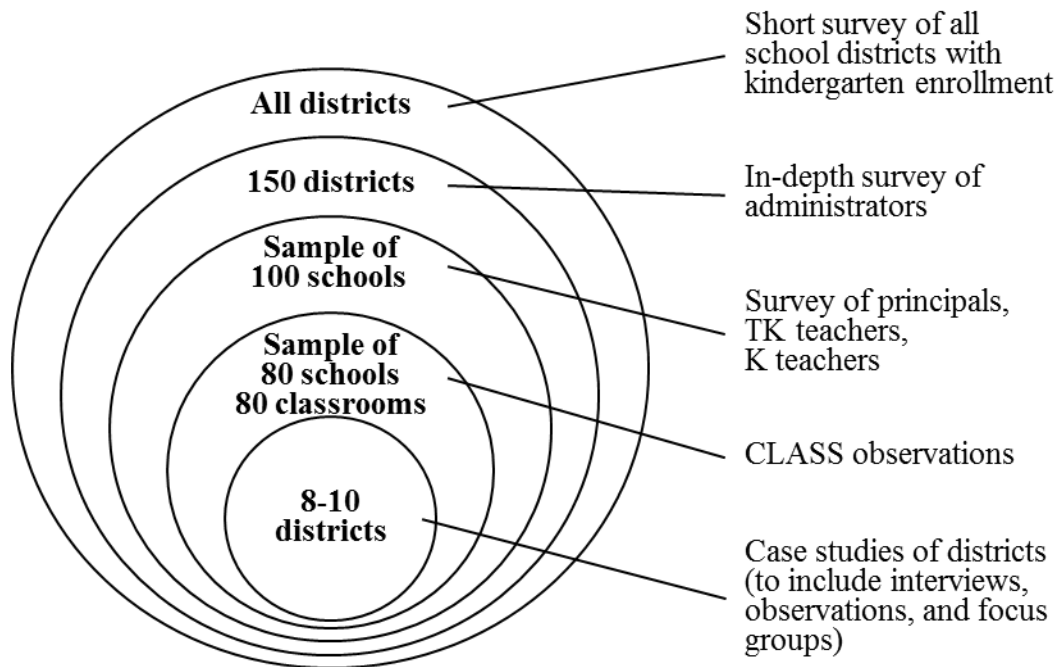 Short survey of all
school districts with
kindergarten enrollment
All districts
150 districts
In-depth survey of
administrators
Sample of
100 schools
Survey of principals,
TK teachers,
K teachers
Sample of
80 schools
80 classrooms
CLASS observations
8-10
districts
Case studies of districts
(to include interviews,
observations, and focus
groups)